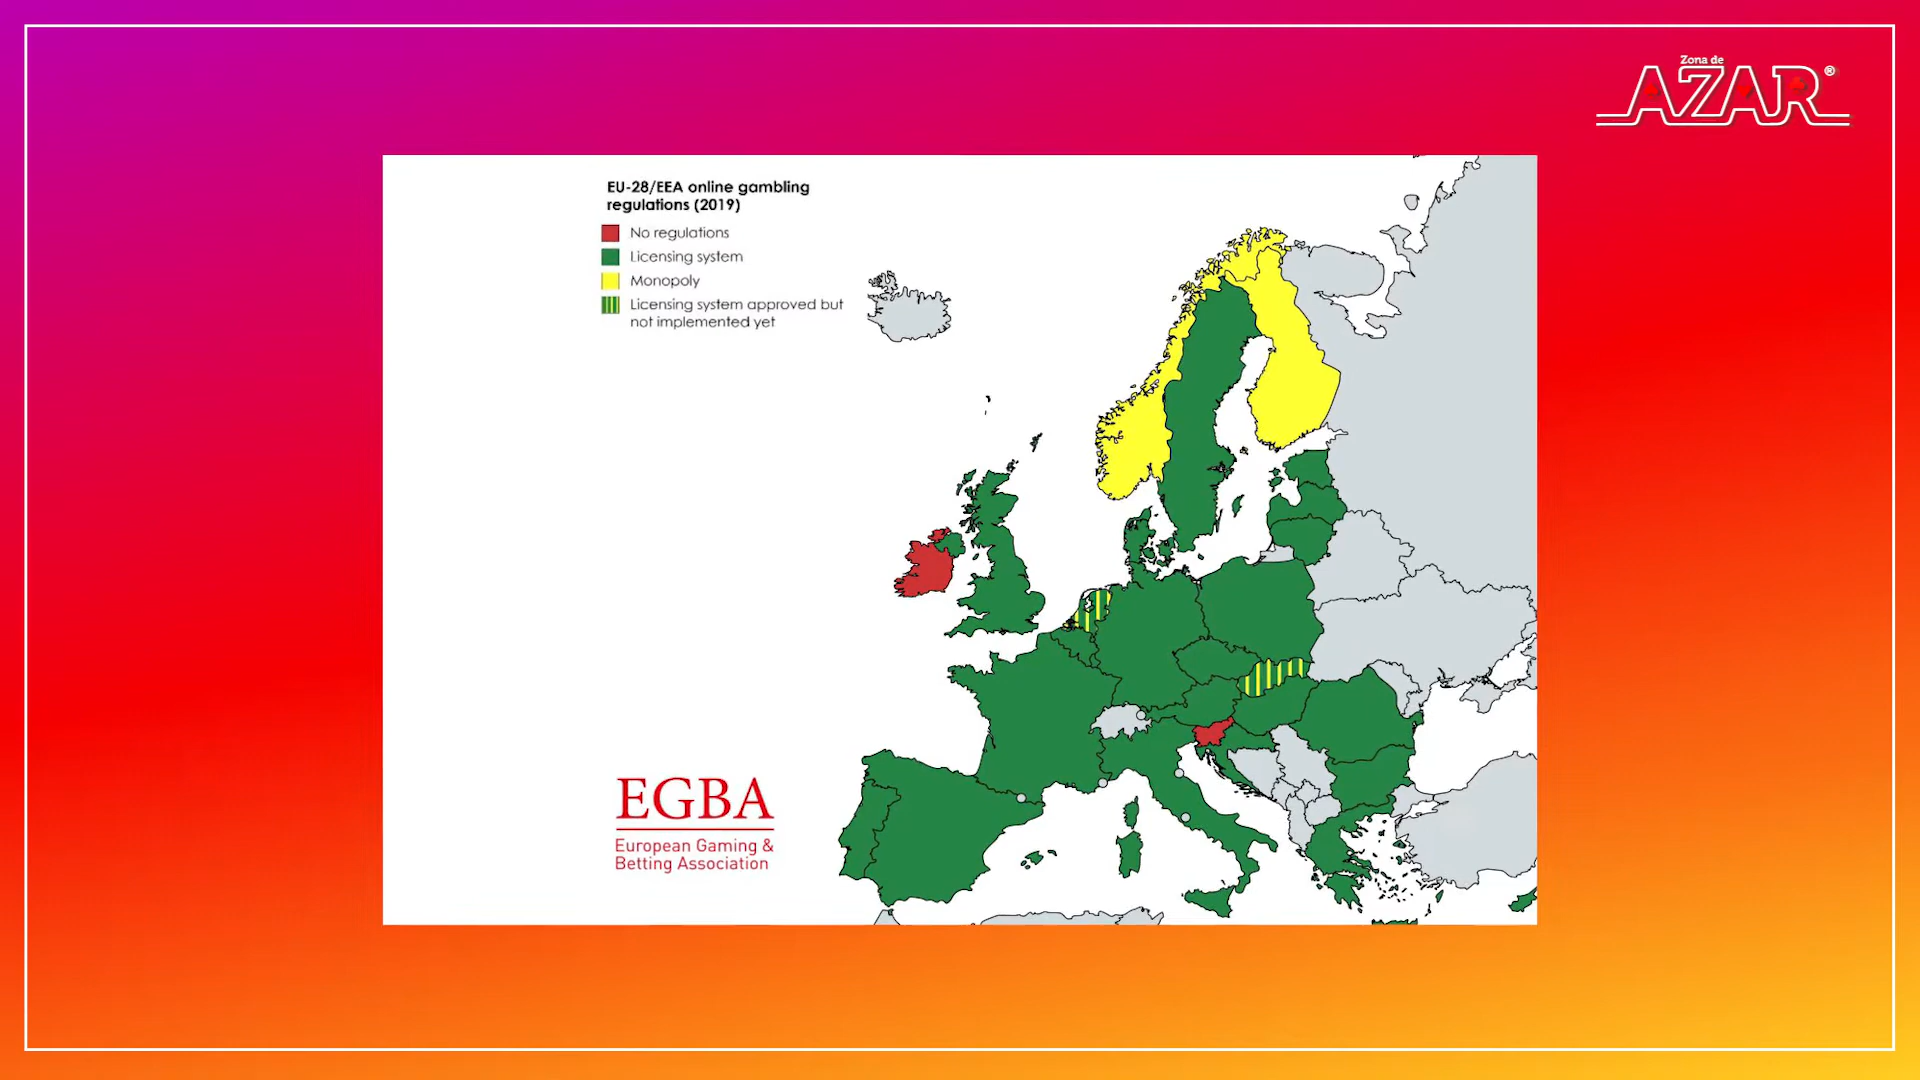 Zona de
AZAR®
EU-28/EEA online gambling
regulations (2019)
No regulations
Licensing system
Monopoly
Licensing system approved but
not implemented yet
EGBA
European Gaming &
Betting Association